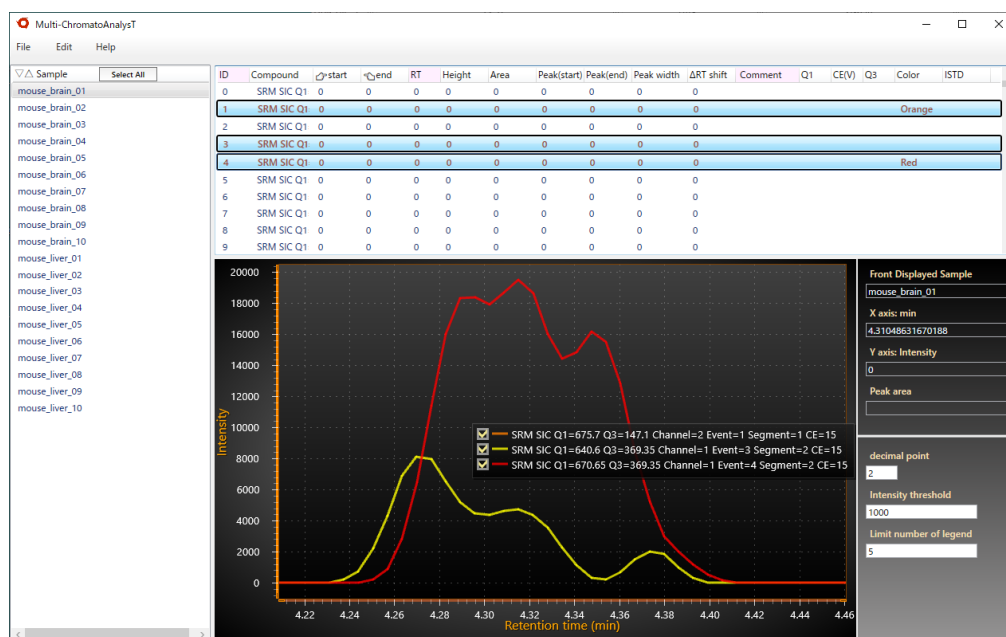 Multi-ChromatoAnalysT
File Edit Help
▽△ Sample Select All
mouse_brain_01
mouse_brain_02
mouse_brain_03
mouse_brain_04
mouse_brain_05
mouse_brain_06
mouse_brain_07
mouse_brain_08
mouse_brain_09
mouse_brain_10
mouse_liver_01
mouse_liver_02
mouse_liver_03
mouse_liver_04
mouse_liver_05
mouse_liver_06
mouse_liver_07
mouse_liver_08
mouse_liver_09
mouse_liver_10
ID Compound start end RT Height Area Peak(start) Peak(end) Peak width ΔRT shift Comment Q1 CE(V) Q3 Color ISTD
0 SRM SIC Q1 0 0 0 0 0 0 0 0 0
1 SRM SIC Q1 0 0 0 0 0 0 0 0 0 Orange
2 SRM SIC Q1 0 0 0 0 0 0 0 0 0
3 SRM SIC Q1 0 0 0 0 0 0 0 0 0
4 SRM SIC Q1 0 0 0 0 0 0 0 0 0 Red
5 SRM SIC Q1 0 0 0 0 0 0 0 0 0
6 SRM SIC Q1 0 0 0 0 0 0 0 0 0
7 SRM SIC Q1 0 0 0 0 0 0 0 0 0
8 SRM SIC Q1 0 0 0 0 0 0 0 0 0
9 SRM SIC Q1 0 0 0 0 0 0 0 0 0
Intensity
20000
18000
16000
14000
12000
10000
8000
6000
4000
2000
0
SRM SIC Q1=675.7 Q3=147.1 Channel=2 Event=1 Segment=1 CE=15
SRM SIC Q1=640.6 Q3=369.35 Channel=1 Event=3 Segment=2 CE=15
SRM SIC Q1=670.65 Q3=369.35 Channel=1 Event=4 Segment=2 CE=15
4.22 4.24 4.26 4.28 4.30 4.32 4.34 4.36 4.38 4.40 4.42 4.44 4.46
Retention time (min)
Front Displayed Sample
mouse_brain_01
X axis: min
4.31048631670188
Y axis: Intensity
0
Peak area
decimal point
2
Intensity threshold
1000
Limit number of legend
5